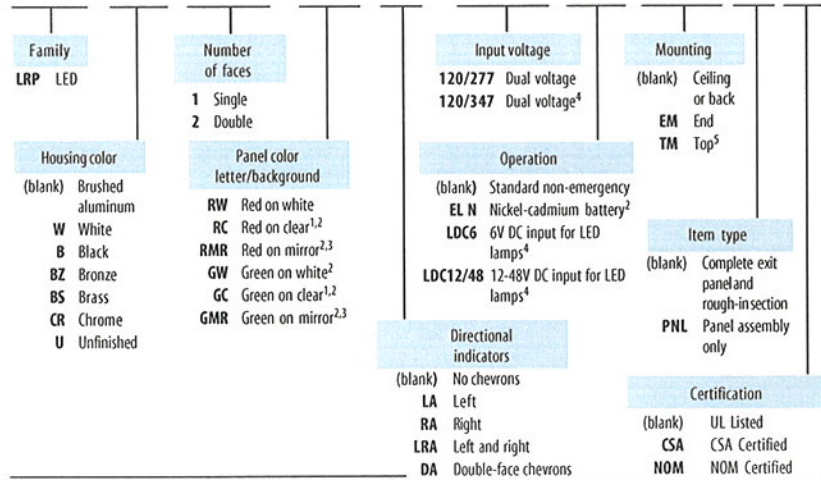 Family
LRP LED
Housing color
(blank) Brushed
aluminum
W White
B Black
BZ Bronze
BS Brass
CR Chrome
U Unfinished
Number
of faces
1 Single
2 Double
Panel color
letter/background
RW Red on white
RC Red on clear1,2
RMR Red on mirror2,3
GW Green on white2
GC Green on clear1,2
GMR Green on mirror2,3
Directional
indicators
(blank) No chevrons
LA Left
RA Right
LRA Left and right
DA Double-face chevrons
Input voltage
120/277 Dual voltage
120/347 Dual voltage4
Operation
(blank) Standard non-emergency
EL N Nickel-cadmium battery2
LDC6 6V DC input for LED
lamps4
LDC12/48 12-48V DC input for LED
lamps4
Mounting
(blank) Ceiling
or back
EM End
TM Top5
Item type
(blank) Complete exit
panel and
rough-in section
PNL Panel assembly
only
Certification
(blank) UL Listed
CSA CSA Certified
NOM NOM Certified